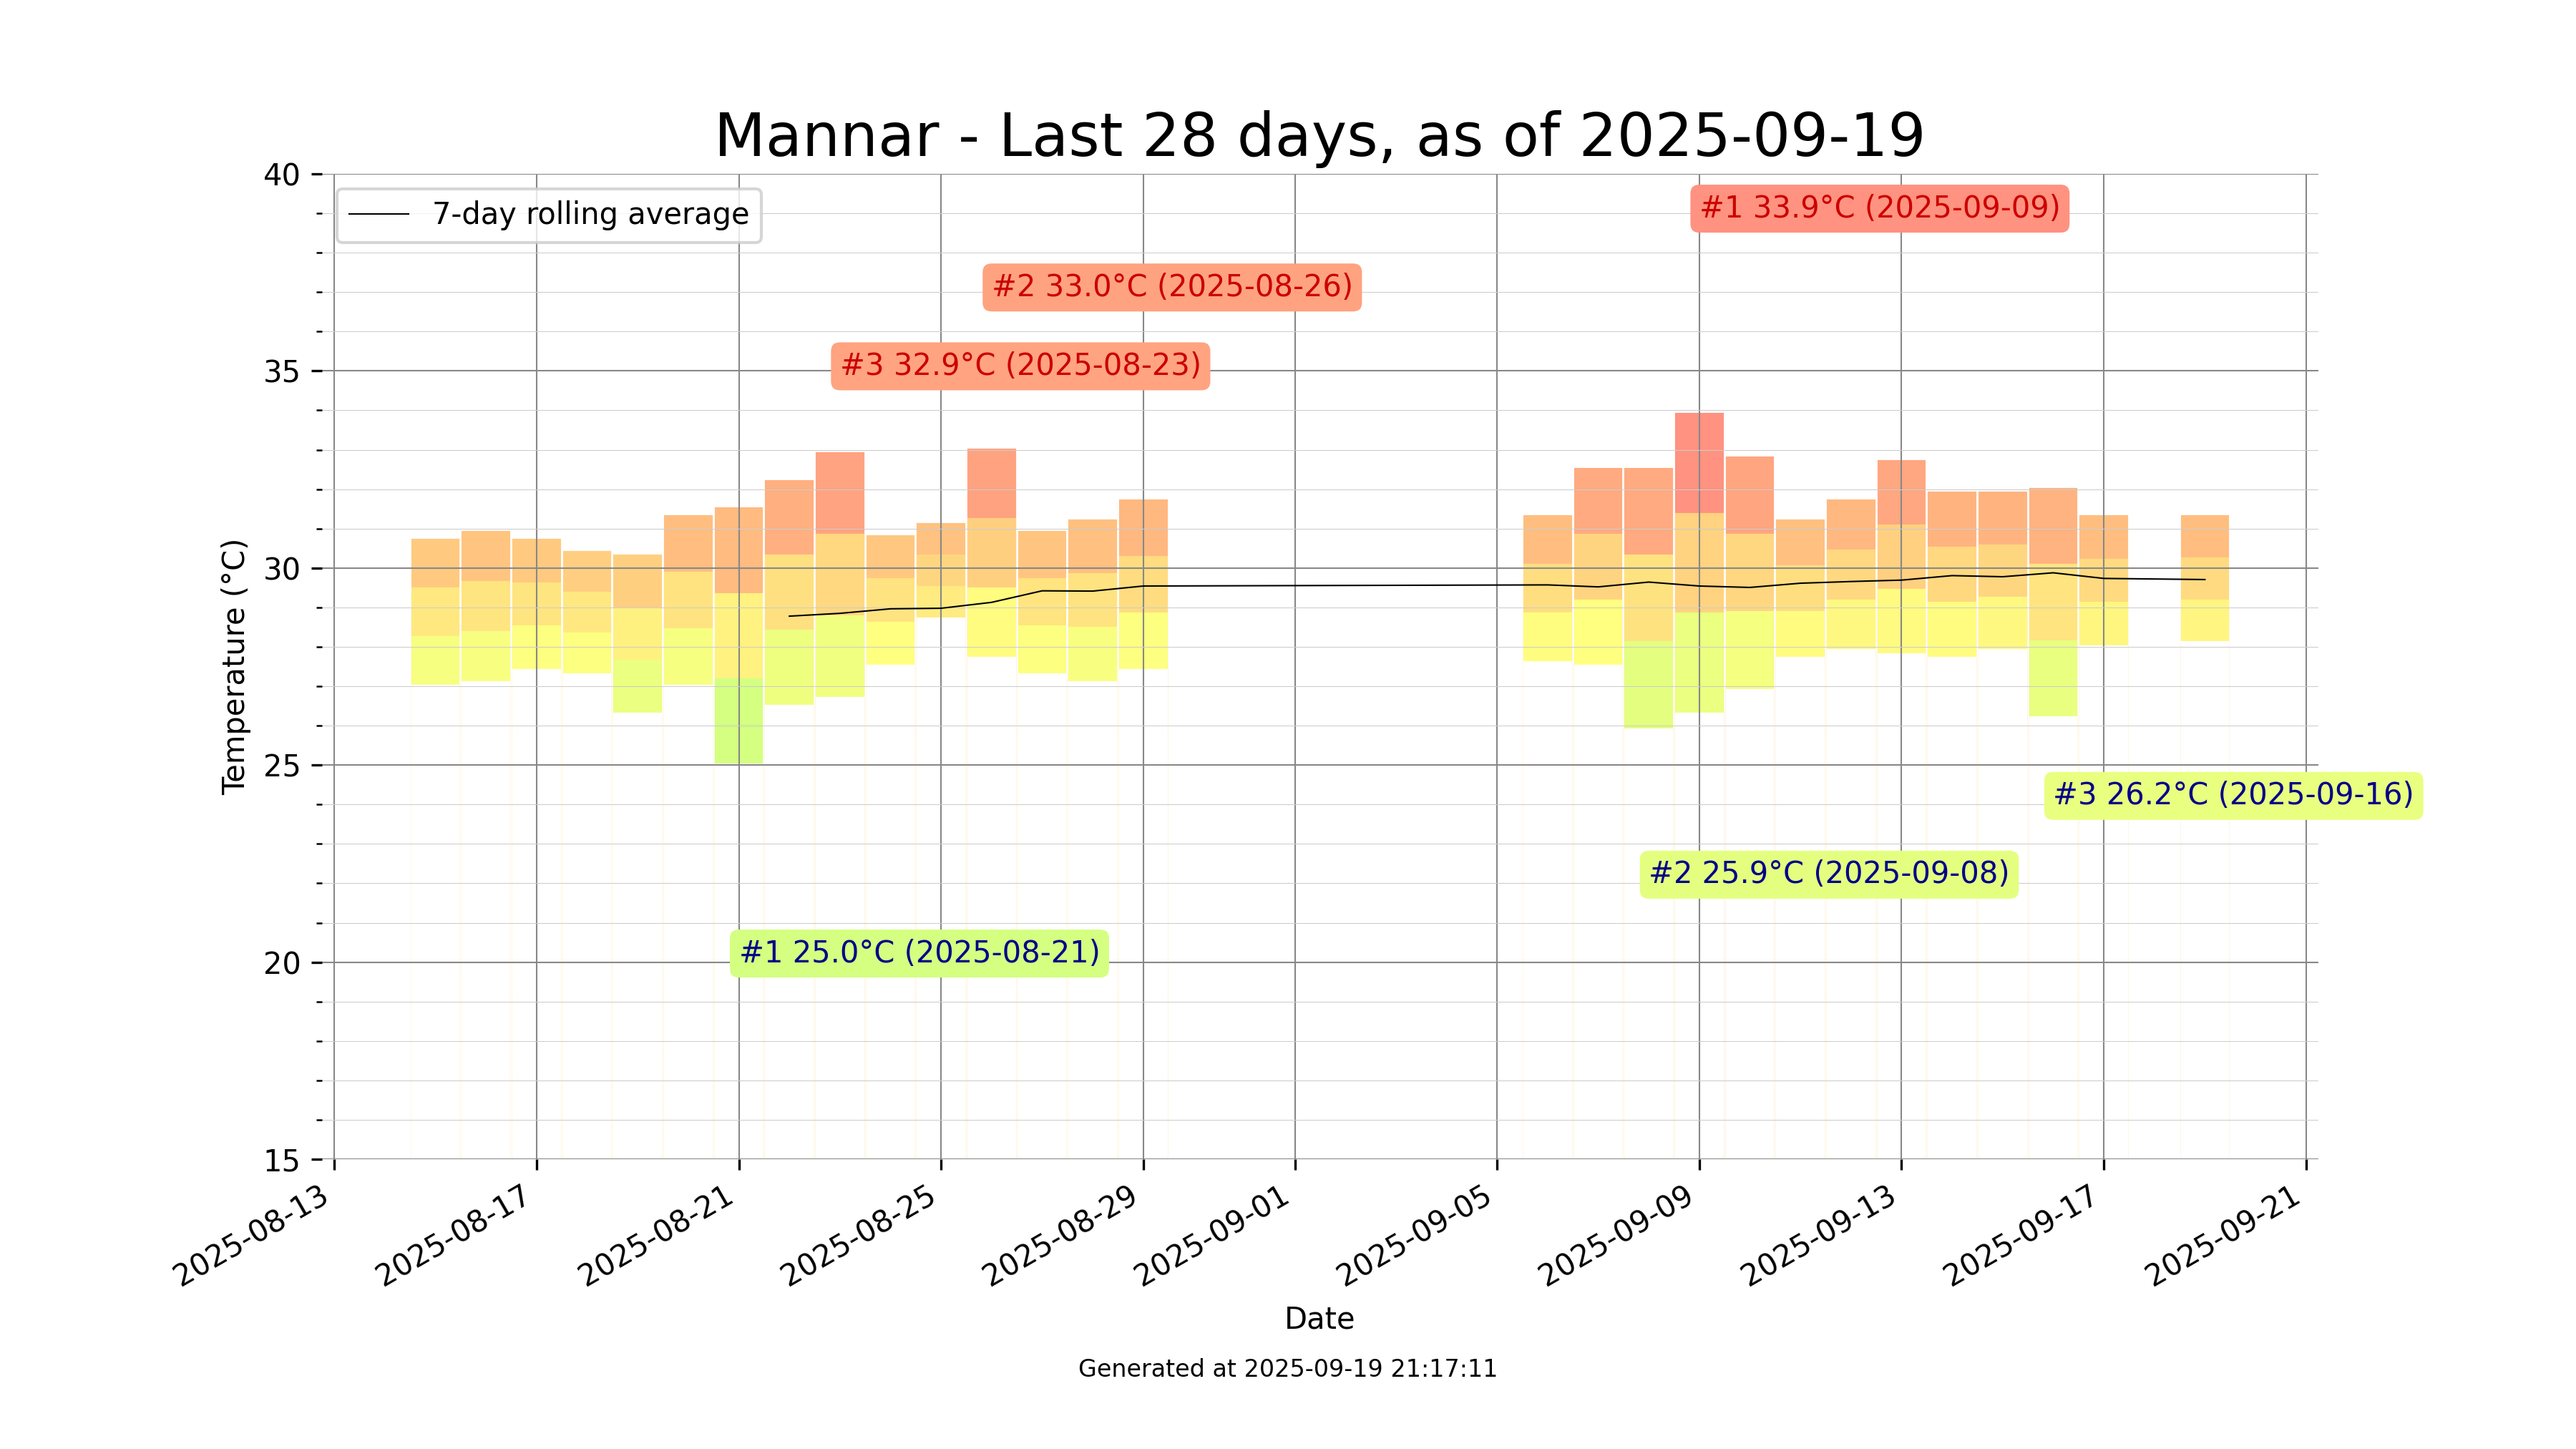 Mannar - Last 28 days, as of 2025-09-19
40
7-day rolling average
#1 33.9°C (2025-09-09)
#2 33.0°C (2025-08-26)
#3 32.9°C (2025-08-23)
35
30
Temperature (°C)
25
#3 26.2°C (2025-09-16)
#2 25.9°C (2025-09-08)
#1 25.0°C (2025-08-21)
20
15
2025-08-13
2025-08-17
2025-08-21
2025-08-25
2025-08-29
2025-09-01
2025-09-05
2025-09-09
2025-09-13
2025-09-17
2025-09-21
Date
Generated at 2025-09-19 21:17:11